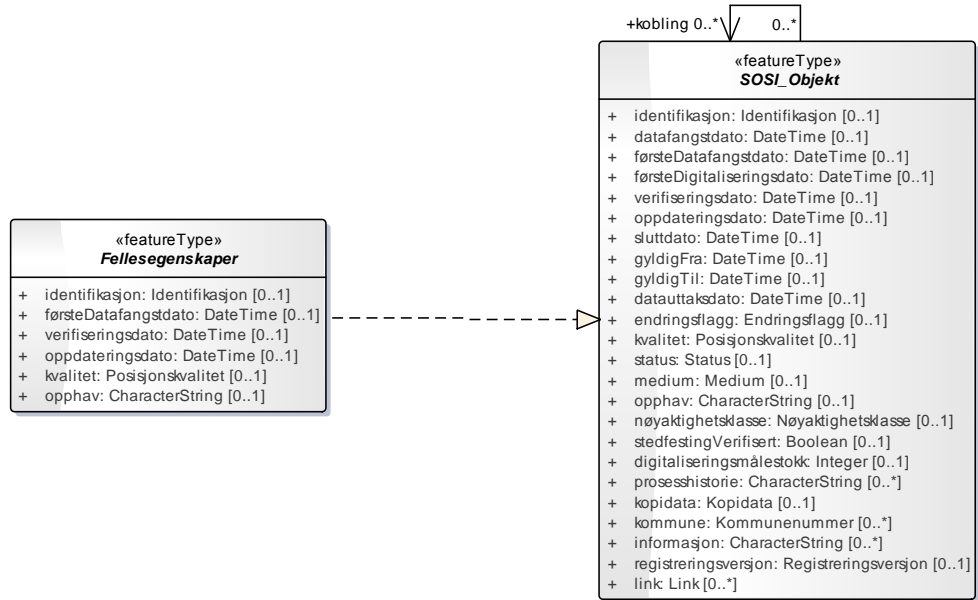 +kobling 0..* 0..*
«featureType»
SOSI_Objekt
+ identifikasjon: Identifikasjon [0..1]
+ datafangstdato: DateTime [0..1]
+ førsteDatafangstdato: DateTime [0..1]
+ førsteDigitaliseringsdato: DateTime [0..1]
+ verifiseringsdato: DateTime [0..1]
+ oppdateringsdato: DateTime [0..1]
+ sluttdato: DateTime [0..1]
+ gyldigFra: DateTime [0..1]
+ gyldigTil: DateTime [0..1]
+ datauttaksdato: DateTime [0..1]
+ endringsflagg: Endringsflagg [0..1]
+ kvalitet: Posisjonskvalitet [0..1]
+ status: Status [0..1]
+ medium: Medium [0..1]
+ opphav: CharacterString [0..1]
+ nøyaktighetsklasse: Nøyaktighetsklasse [0..1]
+ stedfestingVerifisert: Boolean [0..1]
+ digitaliseringsmålestokk: Integer [0..1]
+ prosesshistorie: CharacterString [0..*]
+ kopidata: Kopidata [0..1]
+ kommune: Kommunenummer [0..*]
+ informasjon: CharacterString [0..*]
+ registreringsversjon: Registreringsversjon [0..1]
+ link: Link [0..*]
«featureType»
Fellesegenskaper
+ identifikasjon: Identifikasjon [0..1]
+ førsteDatafangstdato: DateTime [0..1]
+ verifiseringsdato: DateTime [0..1]
+ oppdateringsdato: DateTime [0..1]
+ kvalitet: Posisjonskvalitet [0..1]
+ opphav: CharacterString [0..1]